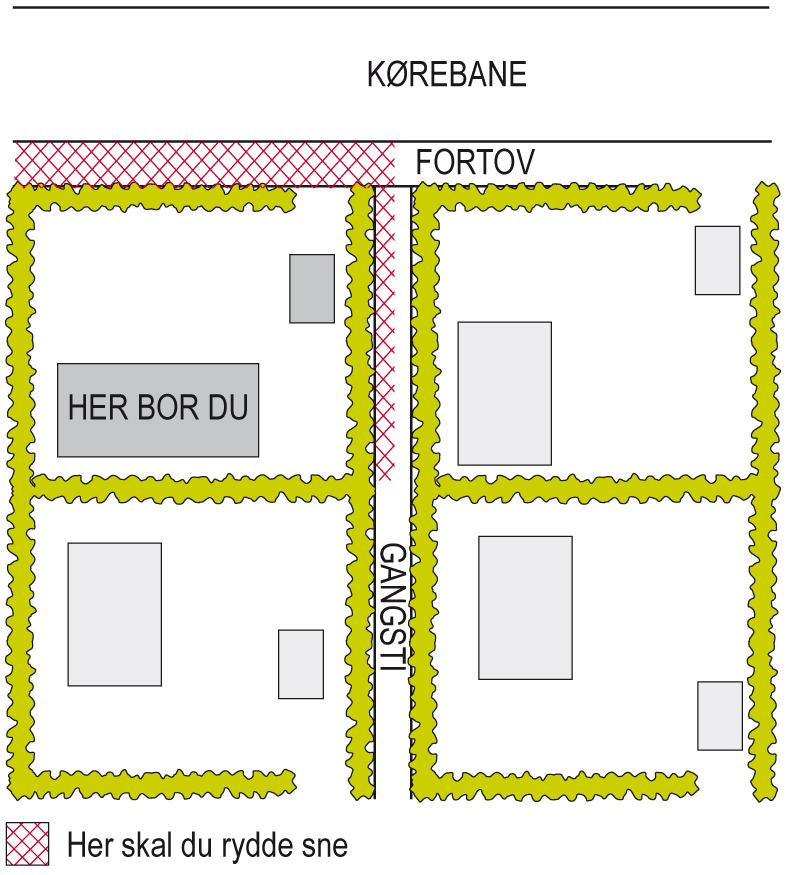 KØREBANE
FORTOV
HER BOR DU
GANGSTI
Her skal du rydde sne